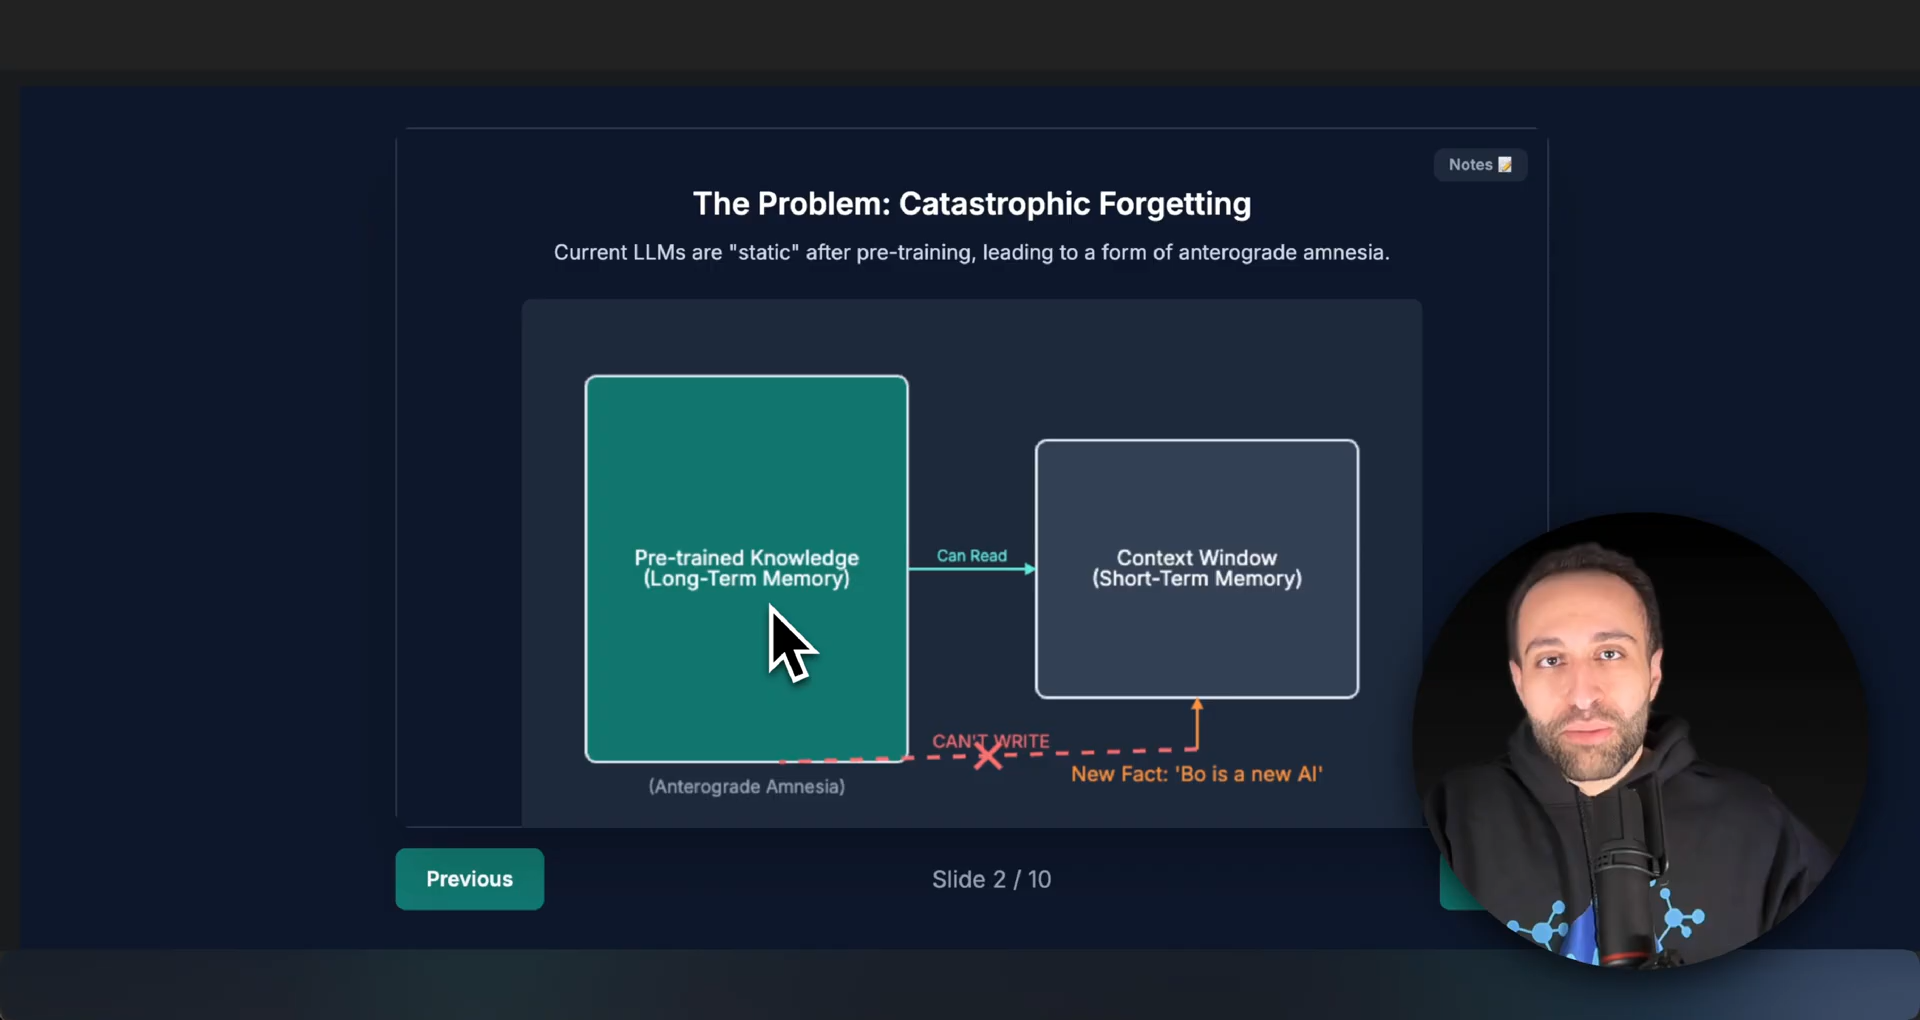 Notes 📝
The Problem: Catastrophic Forgetting
Current LLMs are "static" after pre-training, leading to a form of anterograde amnesia.
Pre-trained Knowledge
(Long-Term Memory)
Can Read
Context Window
(Short-Term Memory)
CAN'T WRITE
New Fact: 'Bo is a new AI'
(Anterograde Amnesia)
Previous
Slide 2 / 10